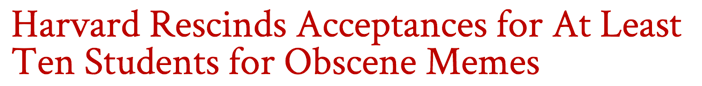 Harvard Rescinds Acceptances for At Least
Ten Students for Obscene Memes